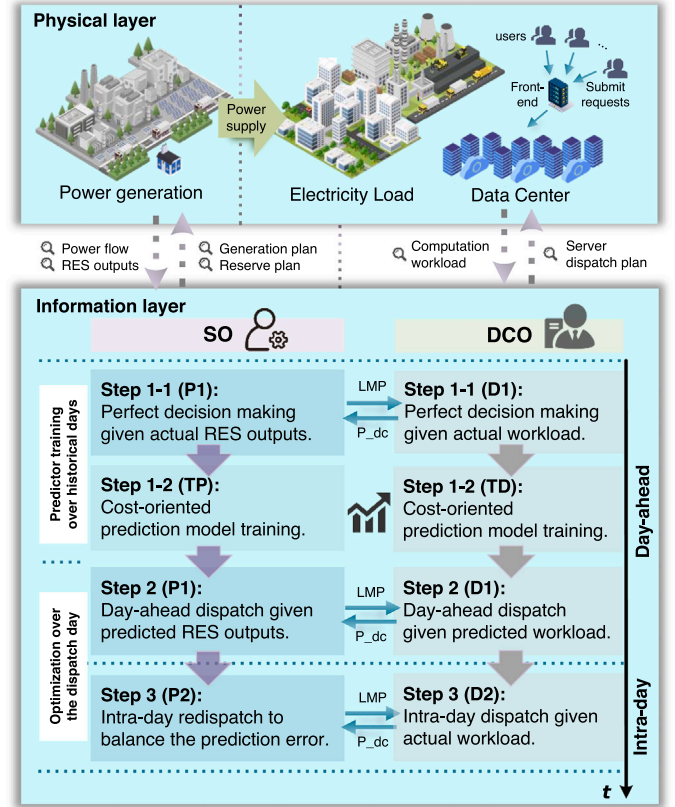 Physical layer
users
...
Front-
end
Submit
requests
Power
supply
Power generation
Electricity Load
Data Center
Power flow
RES outputs
Generation plan
Reserve plan
Computation
workload
Server
dispatch plan
Information layer
SO
DCO
Predictor training
over historical days
Step 1-1 (P1):
Perfect decision making
given actual RES outputs.
LMP
P_dc
Step 1-1 (D1):
Perfect decision making
given actual workload.
Step 1-2 (TP):
Cost-oriented
prediction model training.
Step 1-2 (TD):
Cost-oriented
prediction model training.
Day-ahead
Optimization over
the dispatch day
Step 2 (P1):
Day-ahead dispatch given
predicted RES outputs.
LMP
P_dc
Step 2 (D1):
Day-ahead dispatch
given predicted workload.
Step 3 (P2):
Intra-day redispatch to
balance the prediction error.
LMP
P_dc
Step 3 (D2):
Intra-day dispatch given
actual workload.
Intra-day
t